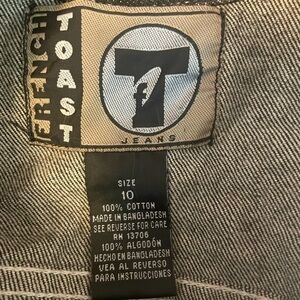 FRENCH
TOAST
T
f
JEANS
SIZE
10
100% COTTON
MADE IN BANGLADESH
SEE REVERSE FOR CARE
RN 13706
100% ALGODÓN
HECHO EN BANGLADESH
VEA AL REVERSO
PARA INSTRUCCIONES